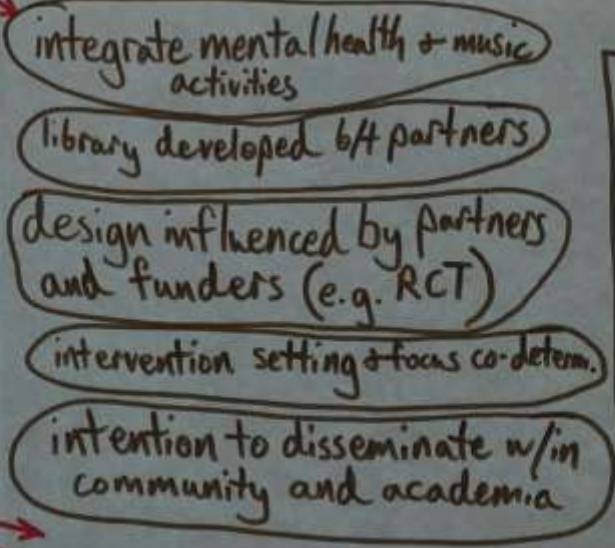 integrate mental health & music
activities
library developed b/t partners
design influenced by partners
and funders (e.g. RCT)
intervention setting & focus co-determ.
intention to disseminate w/in
community and academia